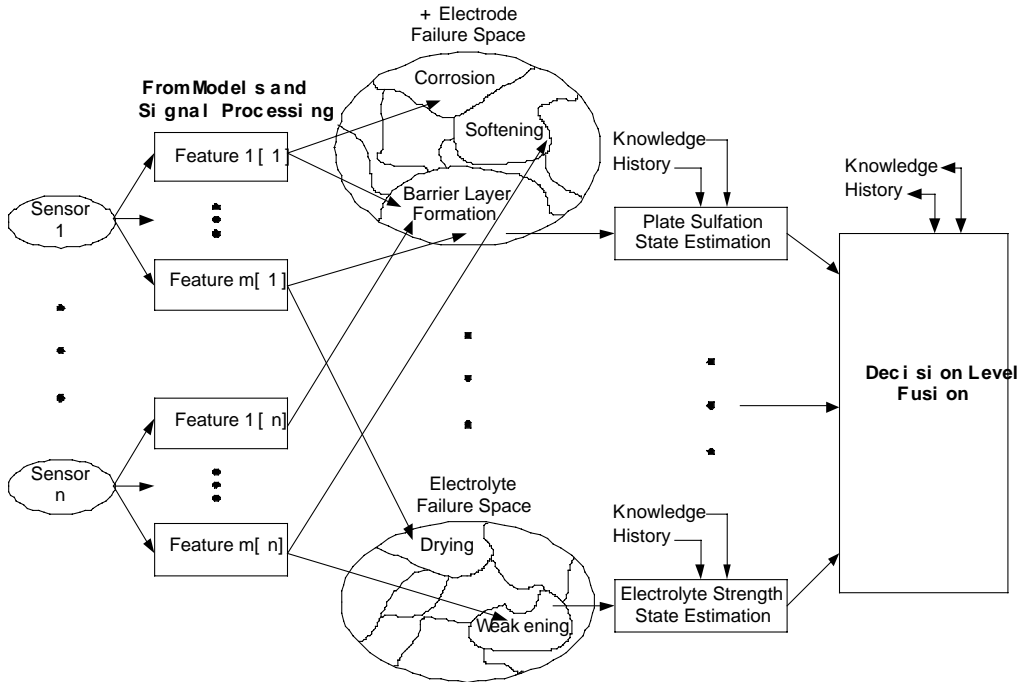 + Electrode
Failure Space
From Models and
Signal Processing
Corrosion
Softening
Barrier Layer
Formation
Feature 1 [ 1]
Sensor
1
Feature m[ 1]
Knowledge
History
Plate Sulfation
State Estimation
Knowledge
History
Decision Level
Fusion
Feature 1 [ n]
Sensor
n
Feature m[ n]
Electrolyte
Failure Space
Drying
Weakening
Knowledge
History
Electrolyte Strength
State Estimation